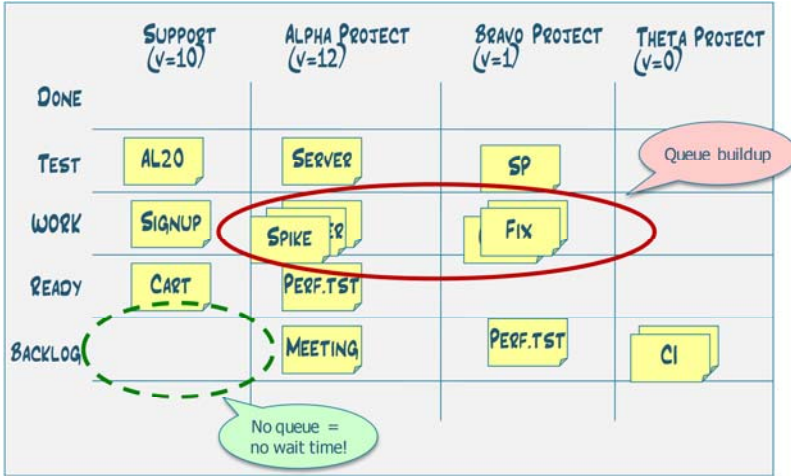 SUPPORT
(V=10)
ALPHA PROJECT
(V=12)
BRAVO PROJECT
(V=1)
THETA PROJECT
(V=0)
DONE
TEST
AL20
SERVER
SP
Queue buildup
WORK
SIGNUP
SPIKE
ER
FIX
READY
CART
PERF.TST
BACKLOG
MEETING
PERF.TST
CI
No queue =
no wait time!